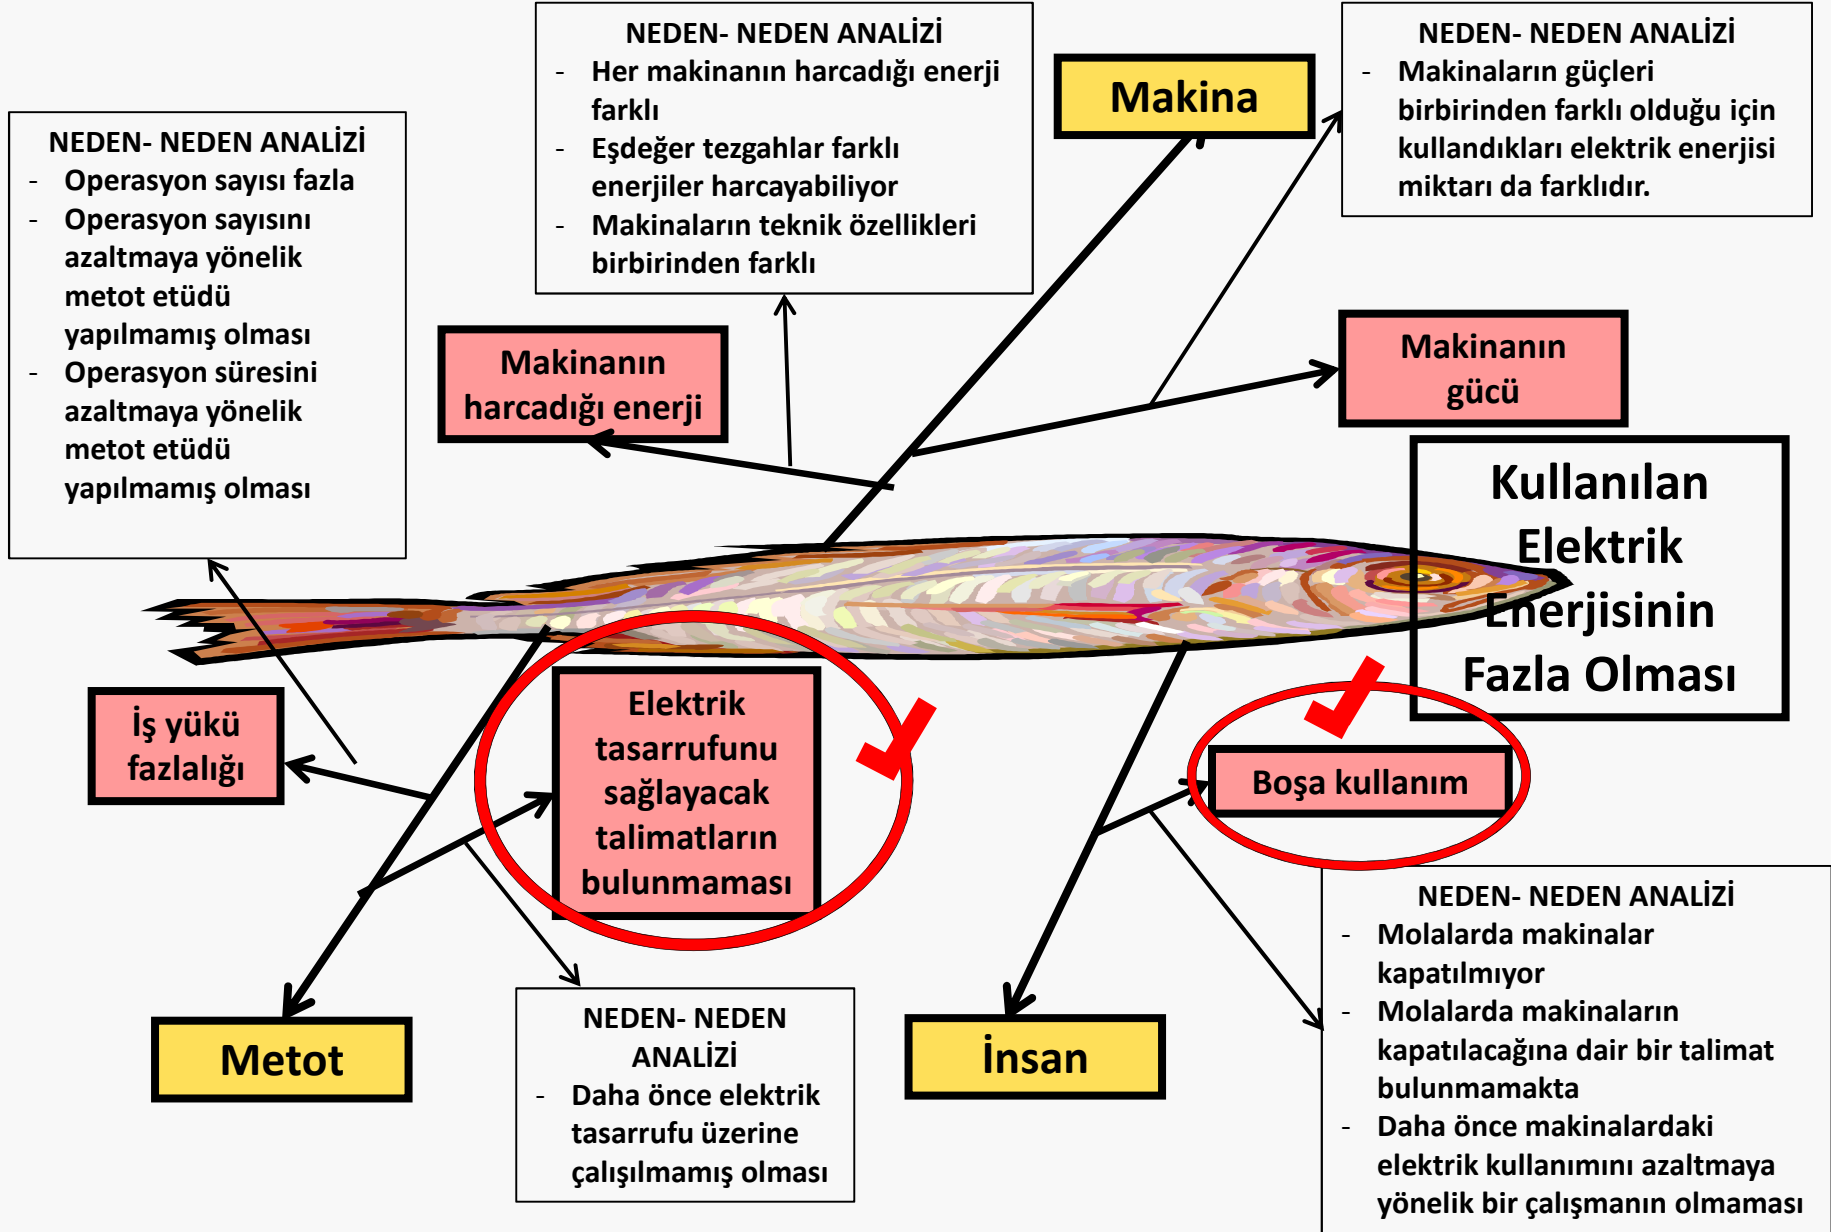 NEDEN- NEDEN ANALİZİ
- Operasyon sayısı fazla
- Operasyon sayısını
azaltmaya yönelik
metot etüdü
yapılmamış olması
- Operasyon süresini
azaltmaya yönelik
metot etüdü
yapılmamış olması
NEDEN- NEDEN ANALİZİ
- Her makinanın harcadığı enerji
farklı
- Eşdeğer tezgahlar farklı
enerjiler harcayabiliyor
- Makinaların teknik özellikleri
birbirinden farklı
Makina
NEDEN- NEDEN ANALİZİ
- Makinaların güçleri
birbirinden farklı olduğu için
kullandıkları elektrik enerjisi
miktarı da farklıdır.
Makinanın
harcadığı enerji
Makinanın
gücü
Kullanılan
Elektrik
Enerjisinin
Fazla Olması
İş yükü
fazlalığı
Elektrik
tasarrufunu
sağlayacak
talimatların
bulunmaması
Boşa kullanım
Metot
NEDEN- NEDEN
ANALİZİ
- Daha önce elektrik
tasarrufu üzerine
çalışılmamış olması
İnsan
NEDEN- NEDEN ANALİZİ
- Molalarda makinalar
kapatılmıyor
- Molalarda makinaların
kapatılacağına dair bir talimat
bulunmamakta
- Daha önce makinalardaki
elektrik kullanımını azaltmaya
yönelik bir çalışmanın olmaması